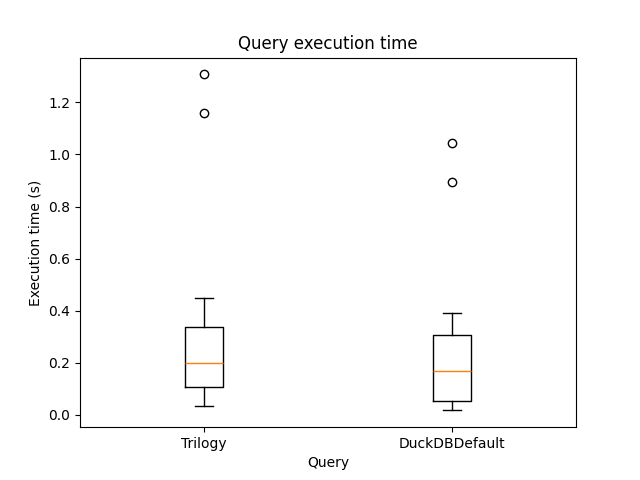 Query execution time
Execution time (s)
1.2
1.0
0.8
0.6
0.4
0.2
0.0
Trilogy
DuckDBDefault
Query